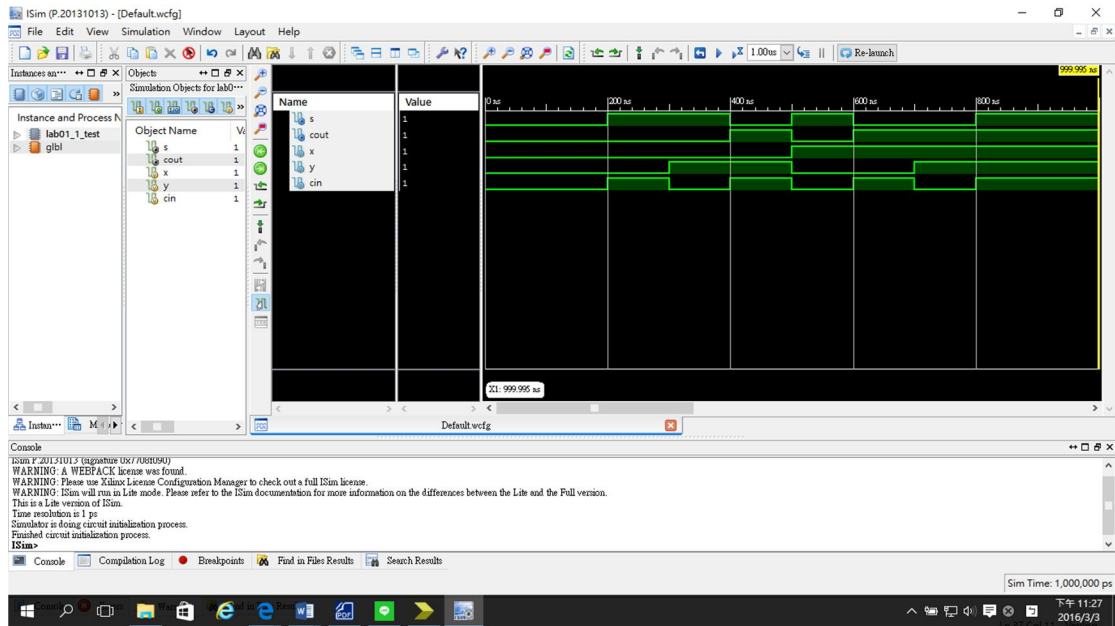 ISim (P.20131013) - [Default.wcfg]
File Edit View Simulation Window Layout Help
1.00us
Re-launch
Instances an···
Objects
Simulation Objects for lab0···
Instance and Process N
lab01_1_test
glbl
Object Name Va
s 1
cout 1
x 1
y 1
cin 1
Name Value
s 1
cout 1
x 1
y 1
cin 1
999.995 ns
0 ns 200 ns 400 ns 600 ns 800 ns
X1: 999.995 ns
Instan···
Default.wcfg
Console
ISim P.20131013 (signature 0x7708f090)
WARNING: A WEBPACK license was found.
WARNING: Please use Xilinx License Configuration Manager to check out a full ISim license.
WARNING: ISim will run in Lite mode. Please refer to the ISim documentation for more information on the differences between the Lite and the Full version.
This is a Lite version of ISim.
Time resolution is 1 ps
Simulator is doing circuit initialization process.
Finished circuit initialization process.
ISim>
Console Compilation Log Breakpoints Find in Files Results Search Results
Sim Time: 1,000,000 ps
下午 11:27
2016/3/3